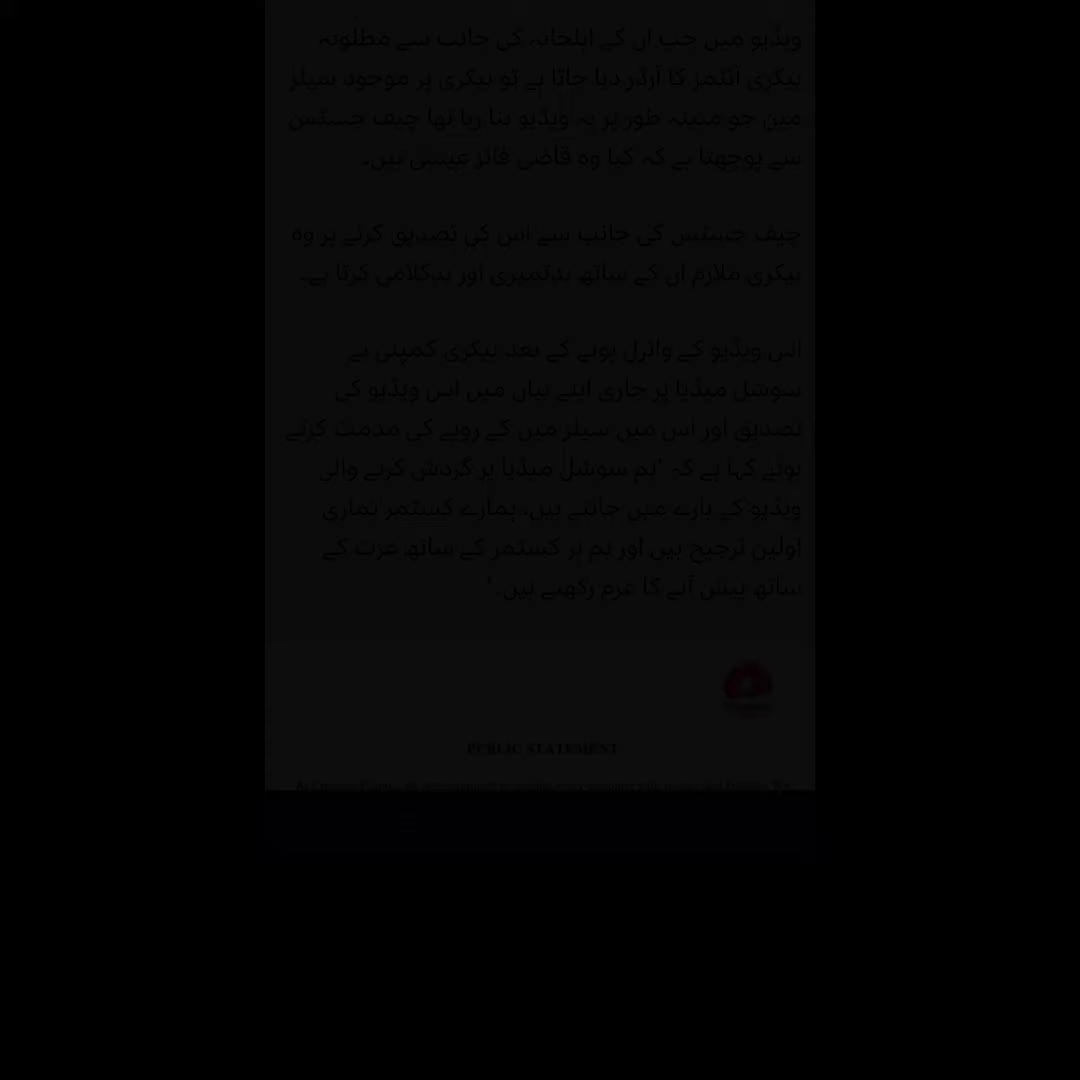 ویڈیو میں جب ان کے اہلخانہ کی جانب سے مطلوبہ
بیکری آئٹمز کا آرڈر دیا جاتا ہے تو بیکری پر موجود سیلز
مین جو مبینہ طور پر یہ ویڈیو بنا رہا تھا چیف جسٹس
سے پوچھتا ہے کہ کیا وہ قاضی فائز عیسیٰ ہیں۔
چیف جسٹس کی جانب سے اس کی تصدیق کرنے پر وہ
بیکری ملازم ان کے ساتھ بدتمیزی اور بدکلامی کرتا ہے۔
اس ویڈیو کے وائرل ہونے کے بعد بیکری کمپنی نے
سوشل میڈیا پر جاری اپنے بیان میں اس ویڈیو کی
تصدیق اور اس میں سیلز مین کے رویے کی مذمت کرتے
ہوئے کہا ہے کہ ’ہم سوشل میڈیا پر گردش کرنے والی
ویڈیو کے بارے میں جانتے ہیں، ہمارے کسٹمر ہماری
اولین ترجیح ہیں اور ہم ہر کسٹمر کے ساتھ عزت کے
ساتھ پیش آنے کا عزم رکھتے ہیں۔‘
PUBLIC STATEMENT